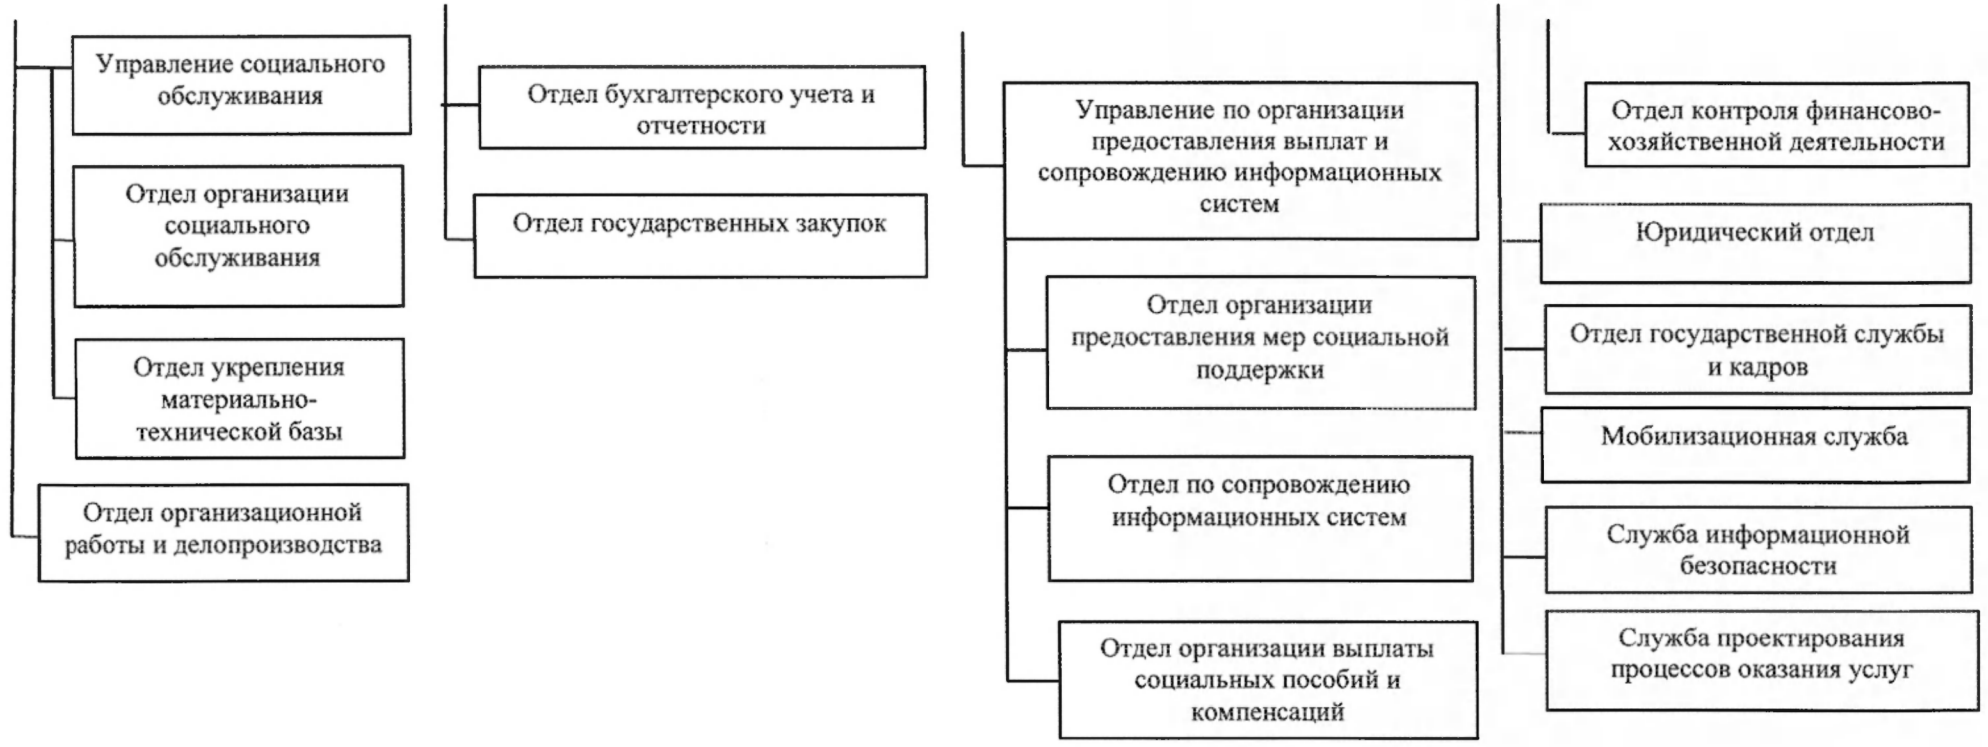 Управление социального
обслуживания
Отдел организации
социального
обслуживания
Отдел укрепления
материально-
технической базы
Отдел организационной
работы и делопроизводства
Отдел бухгалтерского учета и
отчетности
Отдел государственных закупок
Управление по организации
предоставления выплат и
сопровождению информационных
систем
Отдел организации
предоставления мер социальной
поддержки
Отдел по сопровождению
информационных систем
Отдел организации выплаты
социальных пособий и
компенсаций
Отдел контроля финансово-
хозяйственной деятельности
Юридический отдел
Отдел государственной службы
и кадров
Мобилизационная служба
Служба информационной
безопасности
Служба проектирования
процессов оказания услуг